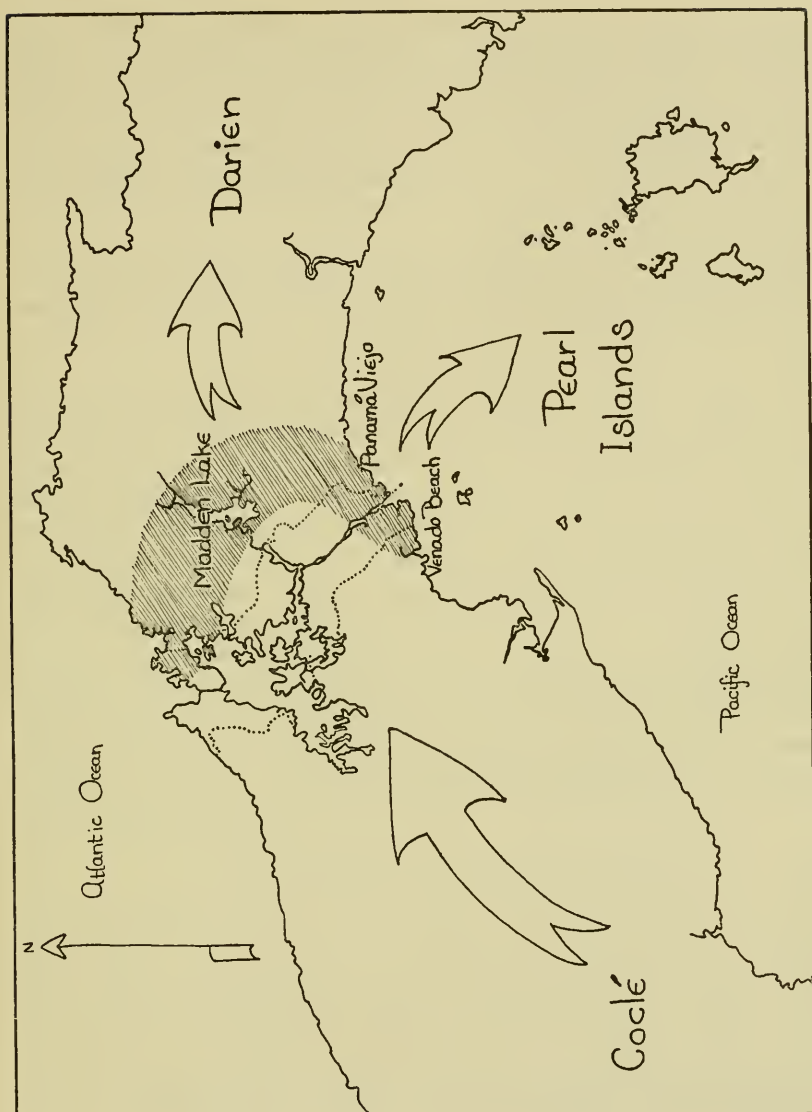 N
Atlantic Ocean
Darien
Madden Lake
Panamá Viejo
Venado Beach
Pearl
Islands
Coclé
Pacific Ocean